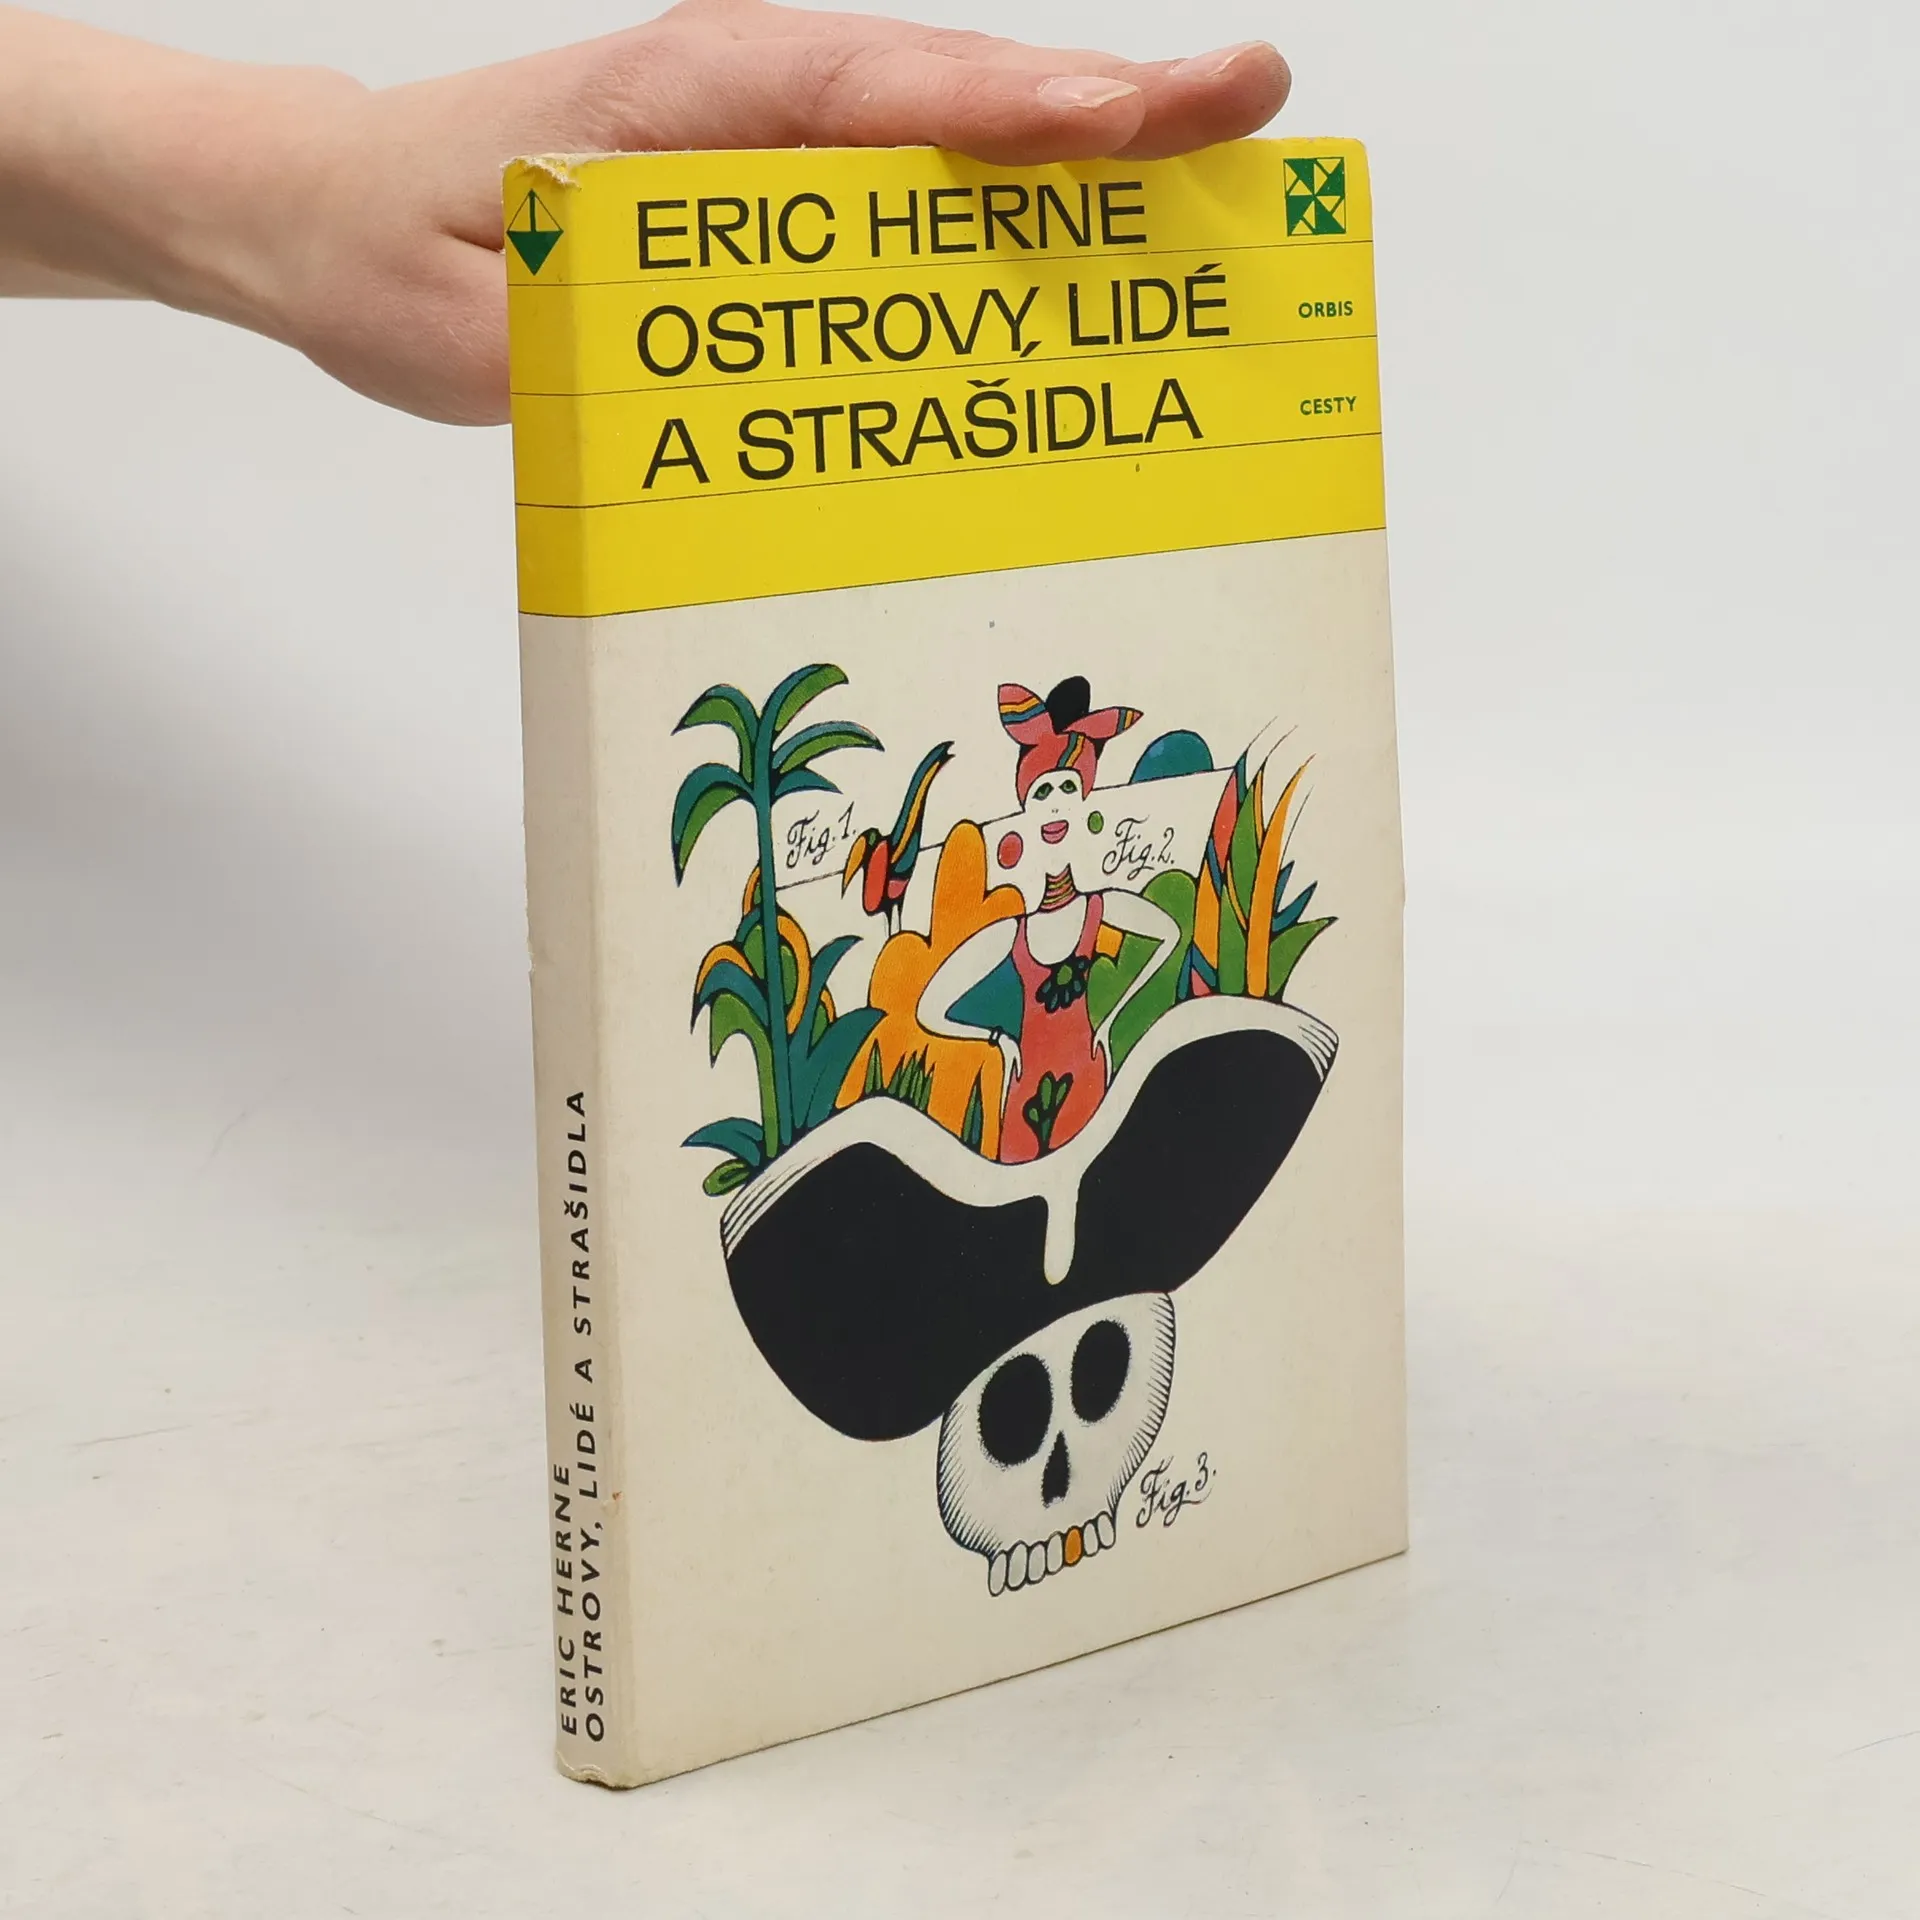 ERIC HERNE
OSTROVY, LIDÉ
A STRAŠIDLA
ORBIS
CESTY
Fig. 1.
Fig. 2.
Fig. 3.
ERIC HERNE
OSTROVY, LIDÉ A STRAŠIDLA